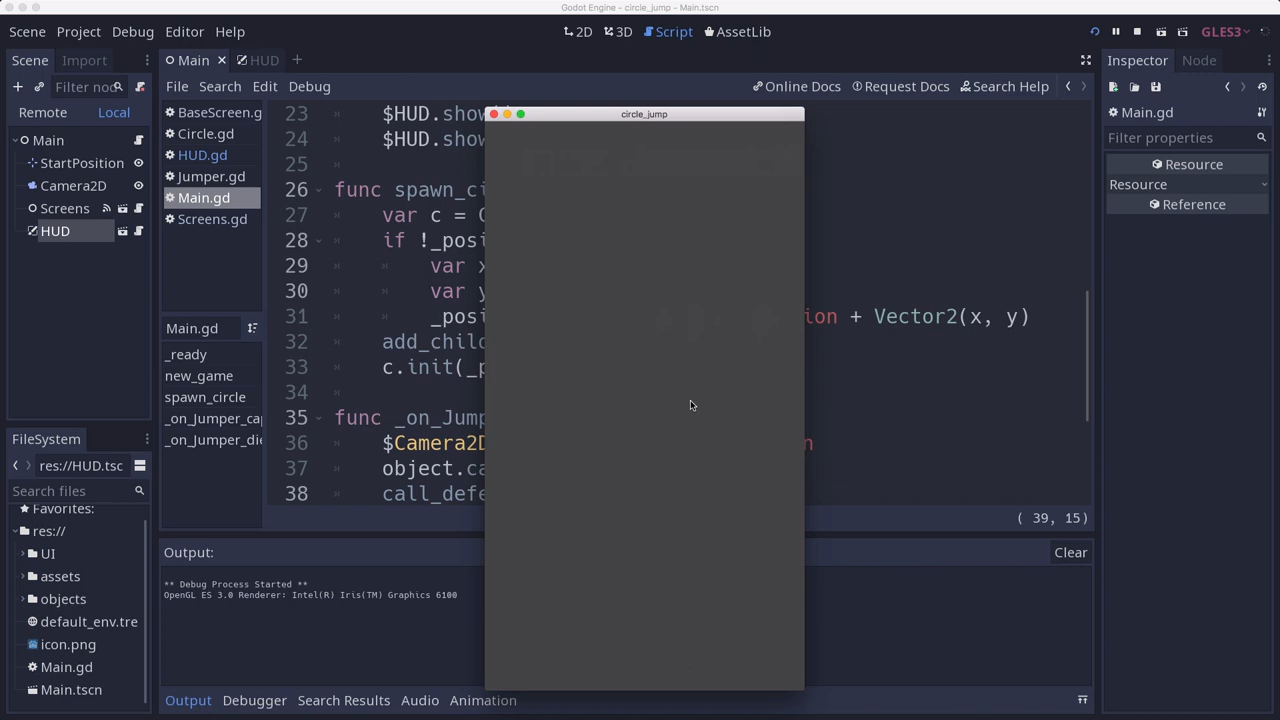 Godot Engine - circle_jump - Main.tscn
Scene Project Debug Editor Help
2D 3D Script AssetLib
GLES3
Scene Import
Filter nod
Remote Local
Main
StartPosition
Camera2D
Screens
HUD
FileSystem
res://HUD.tsc
Search files
Favorites:
res://
UI
assets
objects
default_env.tre
icon.png
Main.gd
Main.tscn
Main HUD
File Search Edit Debug
Online Docs Request Docs Search Help
BaseScreen.g
Circle.gd
HUD.gd
Jumper.gd
Main.gd
Screens.gd
Main.gd
_ready
new_game
spawn_circle
_on_Jumper_ca
_on_Jumper_die
23 $HUD.show
24 $HUD.show
25
26 func spawn_ci
27 var c = C
28 if !_posi
29 var x
30 var y
31 _posi ion + Vector2(x, y)
32 add_chil
33 c.init(_p
34
35 func _on_Jump
36 $Camera2D n
37 object.ca
38 call_defe
( 39, 15)
circle_jump
Output:
Clear
** Debug Process Started **
OpenGL ES 3.0 Renderer: Intel(R) Iris(TM) Graphics 6100
Output Debugger Search Results Audio Animation
Inspector Node
Main.gd
Filter properties
Resource
Resource
Reference